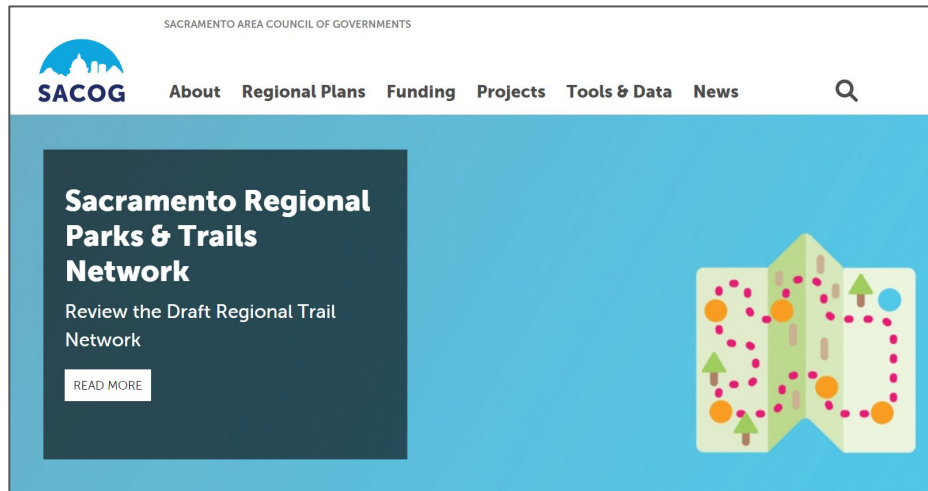 SACRAMENTO AREA COUNCIL OF GOVERNMENTS
SACOG
About Regional Plans Funding Projects Tools & Data News
Sacramento Regional
Parks & Trails
Network
Review the Draft Regional Trail
Network
READ MORE